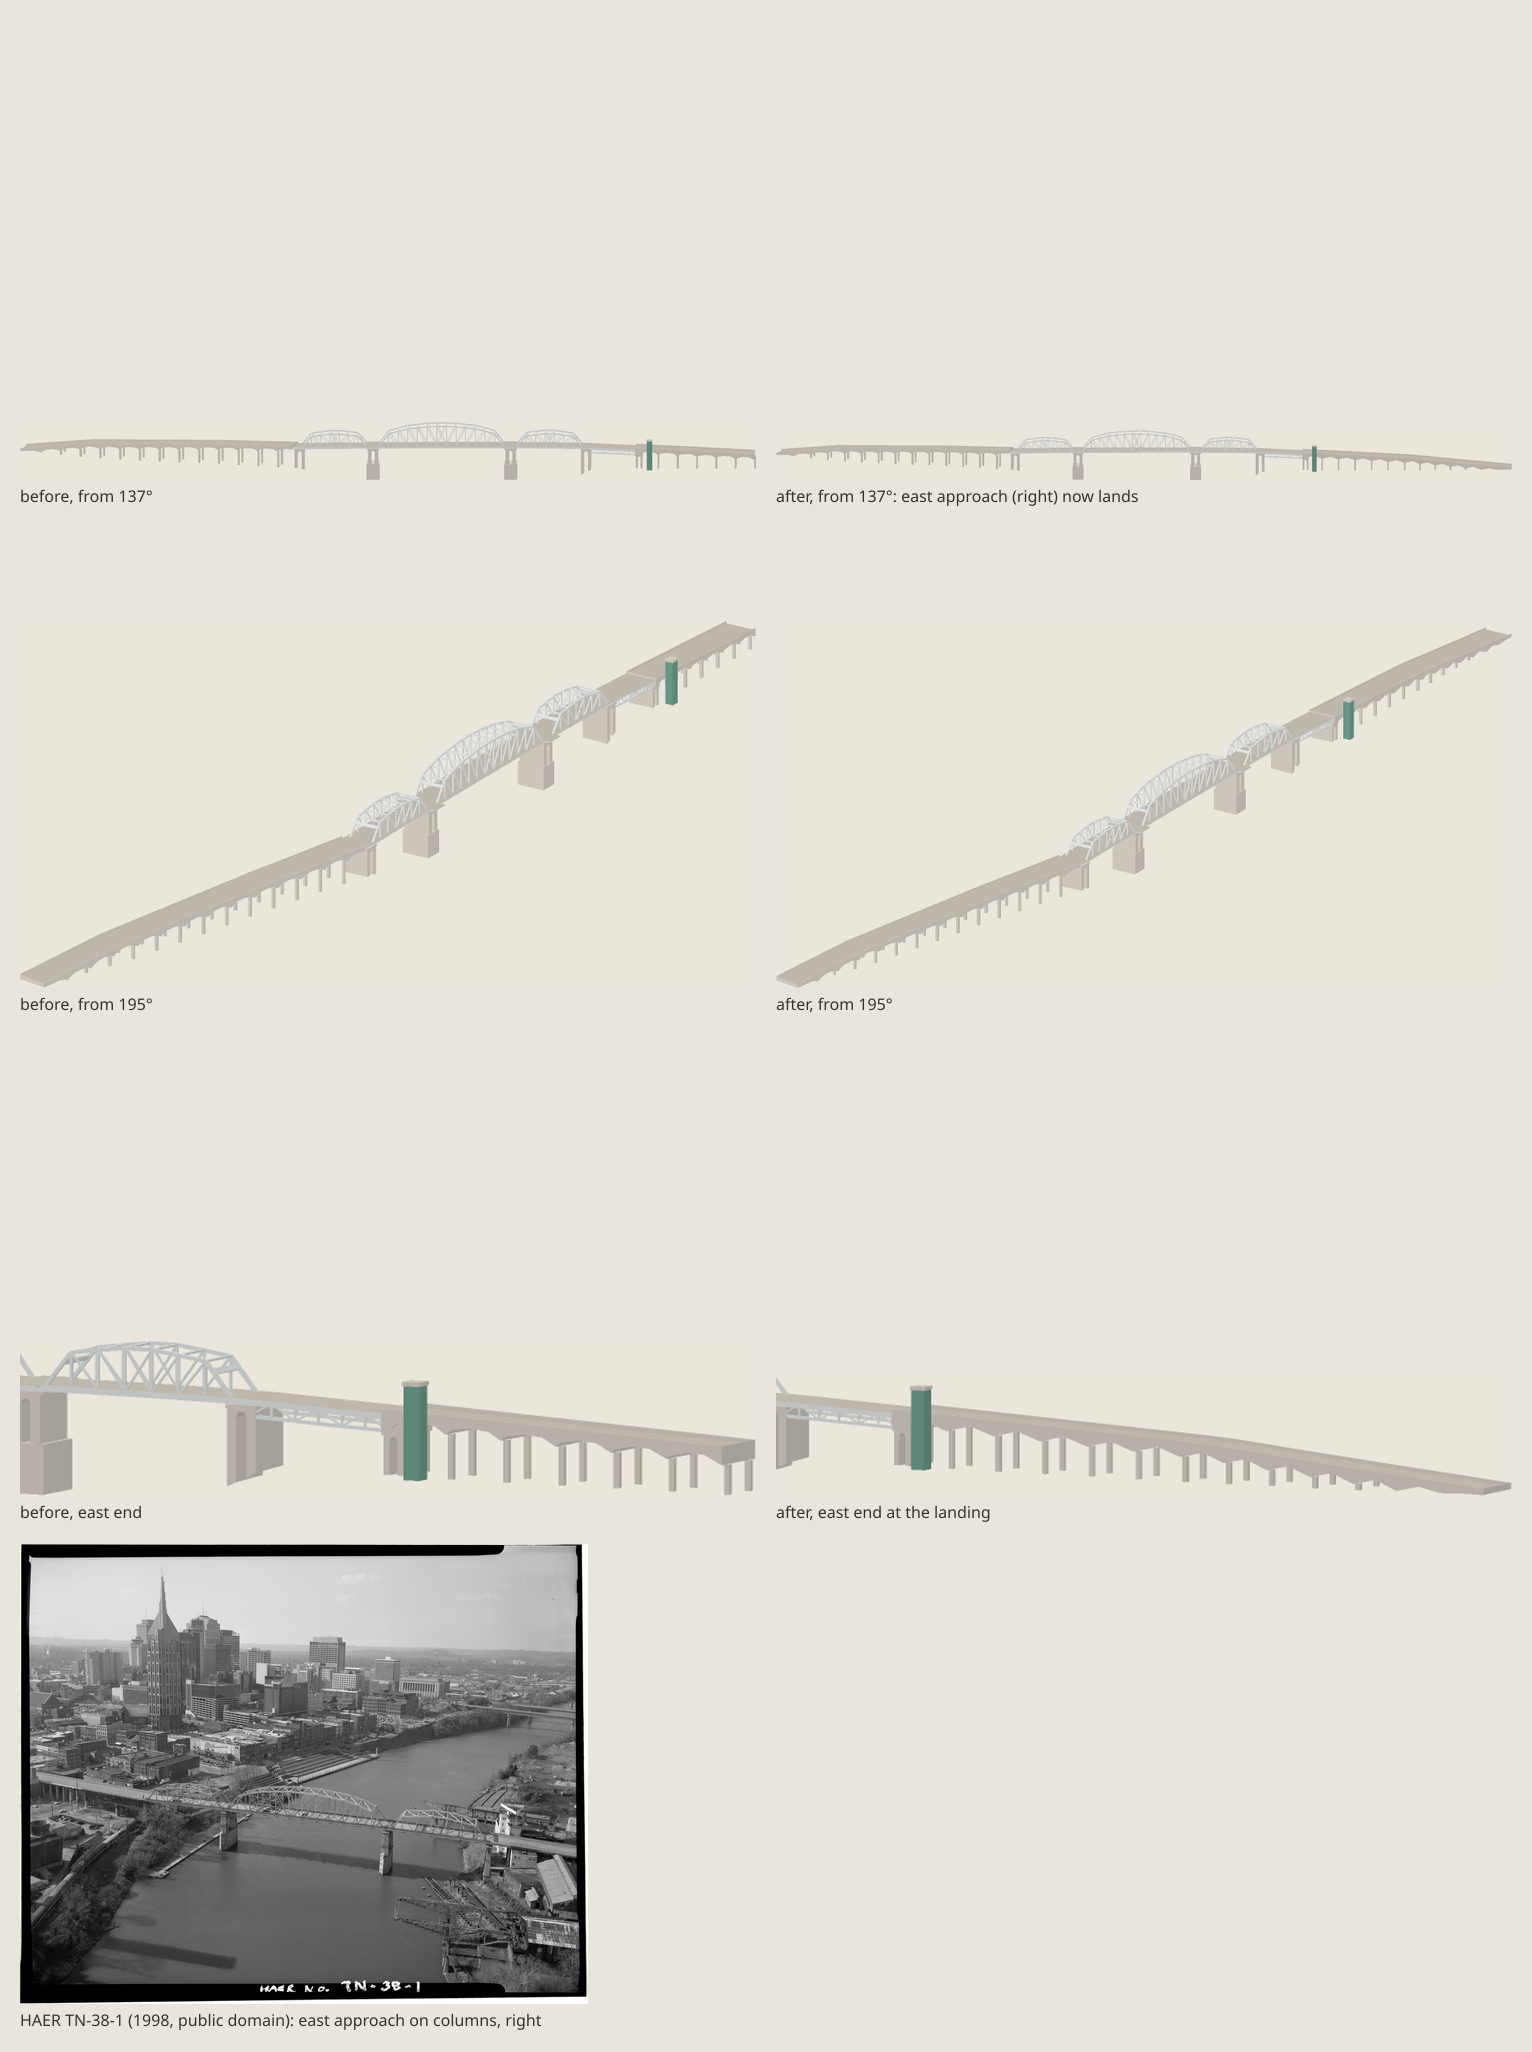 before, from 137°
after, from 137°: east approach (right) now lands
before, from 195°
after, from 195°
before, east end
after, east end at the landing
HAER NO. TN-38-1
HAER TN-38-1 (1998, public domain): east approach on columns, right